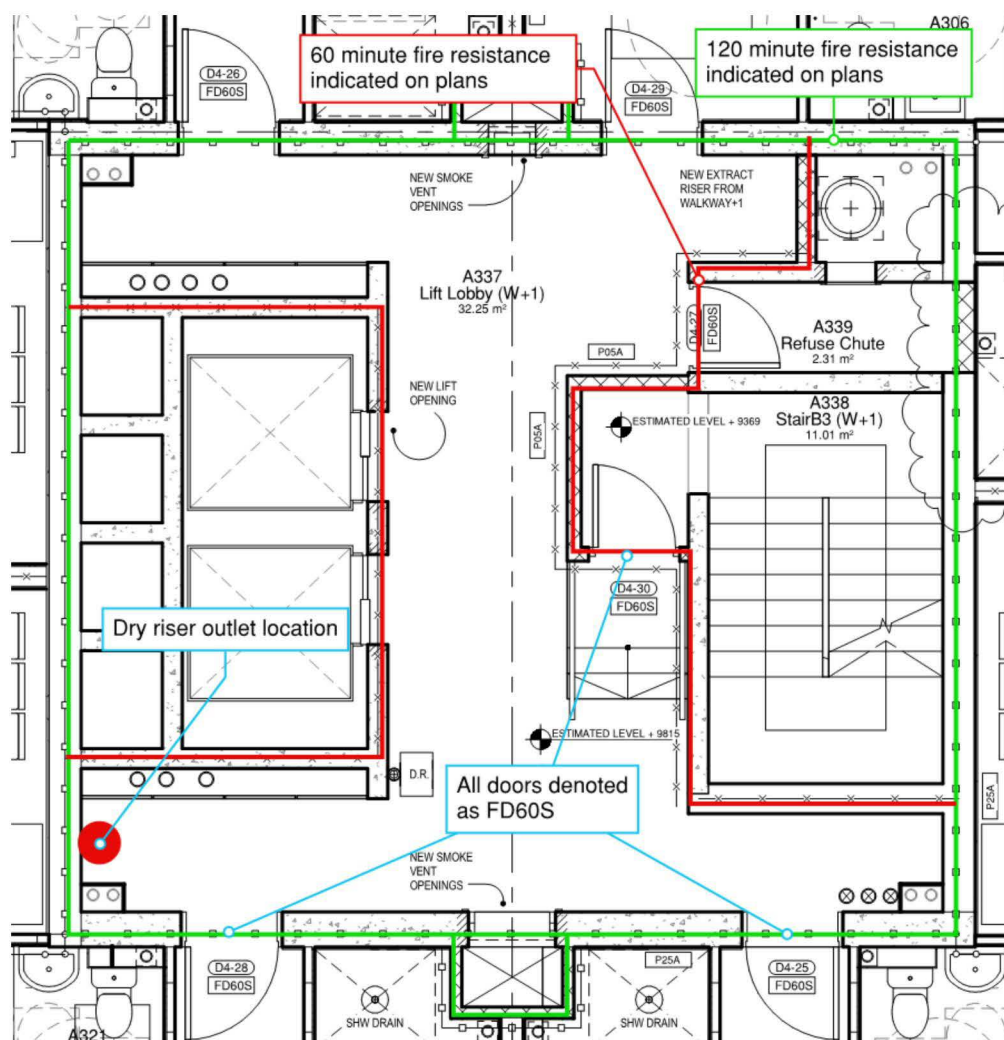 A306
60 minute fire resistance
indicated on plans
120 minute fire resistance
indicated on plans
D4-26
FD60S
D4-29
FD60S
NEW SMOKE
VENT
OPENINGS
NEW EXTRACT
RISER FROM
WALKWAY+1
A337
Lift Lobby (W+1)
32.25 m²
D4-27
FD60S
A339
Refuse Chute
2.31 m²
P05A
NEW LIFT
OPENING
P05A
ESTIMATED LEVEL + 9369
A338
StairB3 (W+1)
11.01 m²
D4-30
FD60S
Dry riser outlet location
ESTIMATED LEVEL + 9815
D.R.
All doors denoted
as FD60S
P25A
NEW SMOKE
VENT
OPENINGS
D4-28
FD60S
P25A
D4-25
FD60S
SHW DRAIN
SHW DRAIN
A321